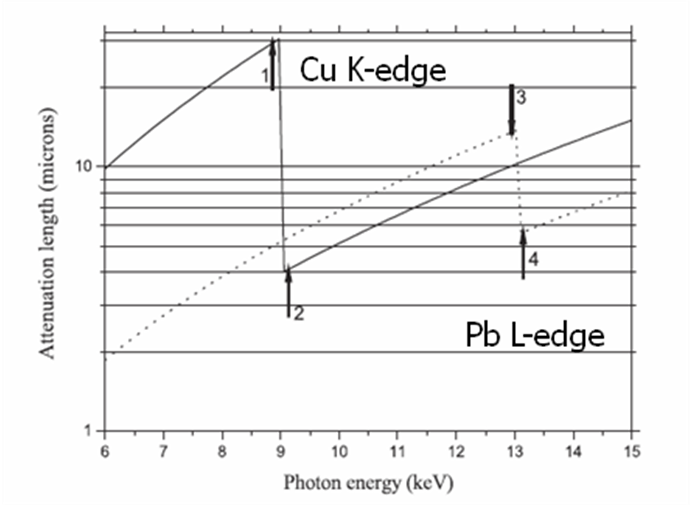 Cu K-edge
1
3
10
4
2
Pb L-edge
1
6 7 8 9 10 11 12 13 14 15
Photon energy (keV)
Attenuation length (microns)